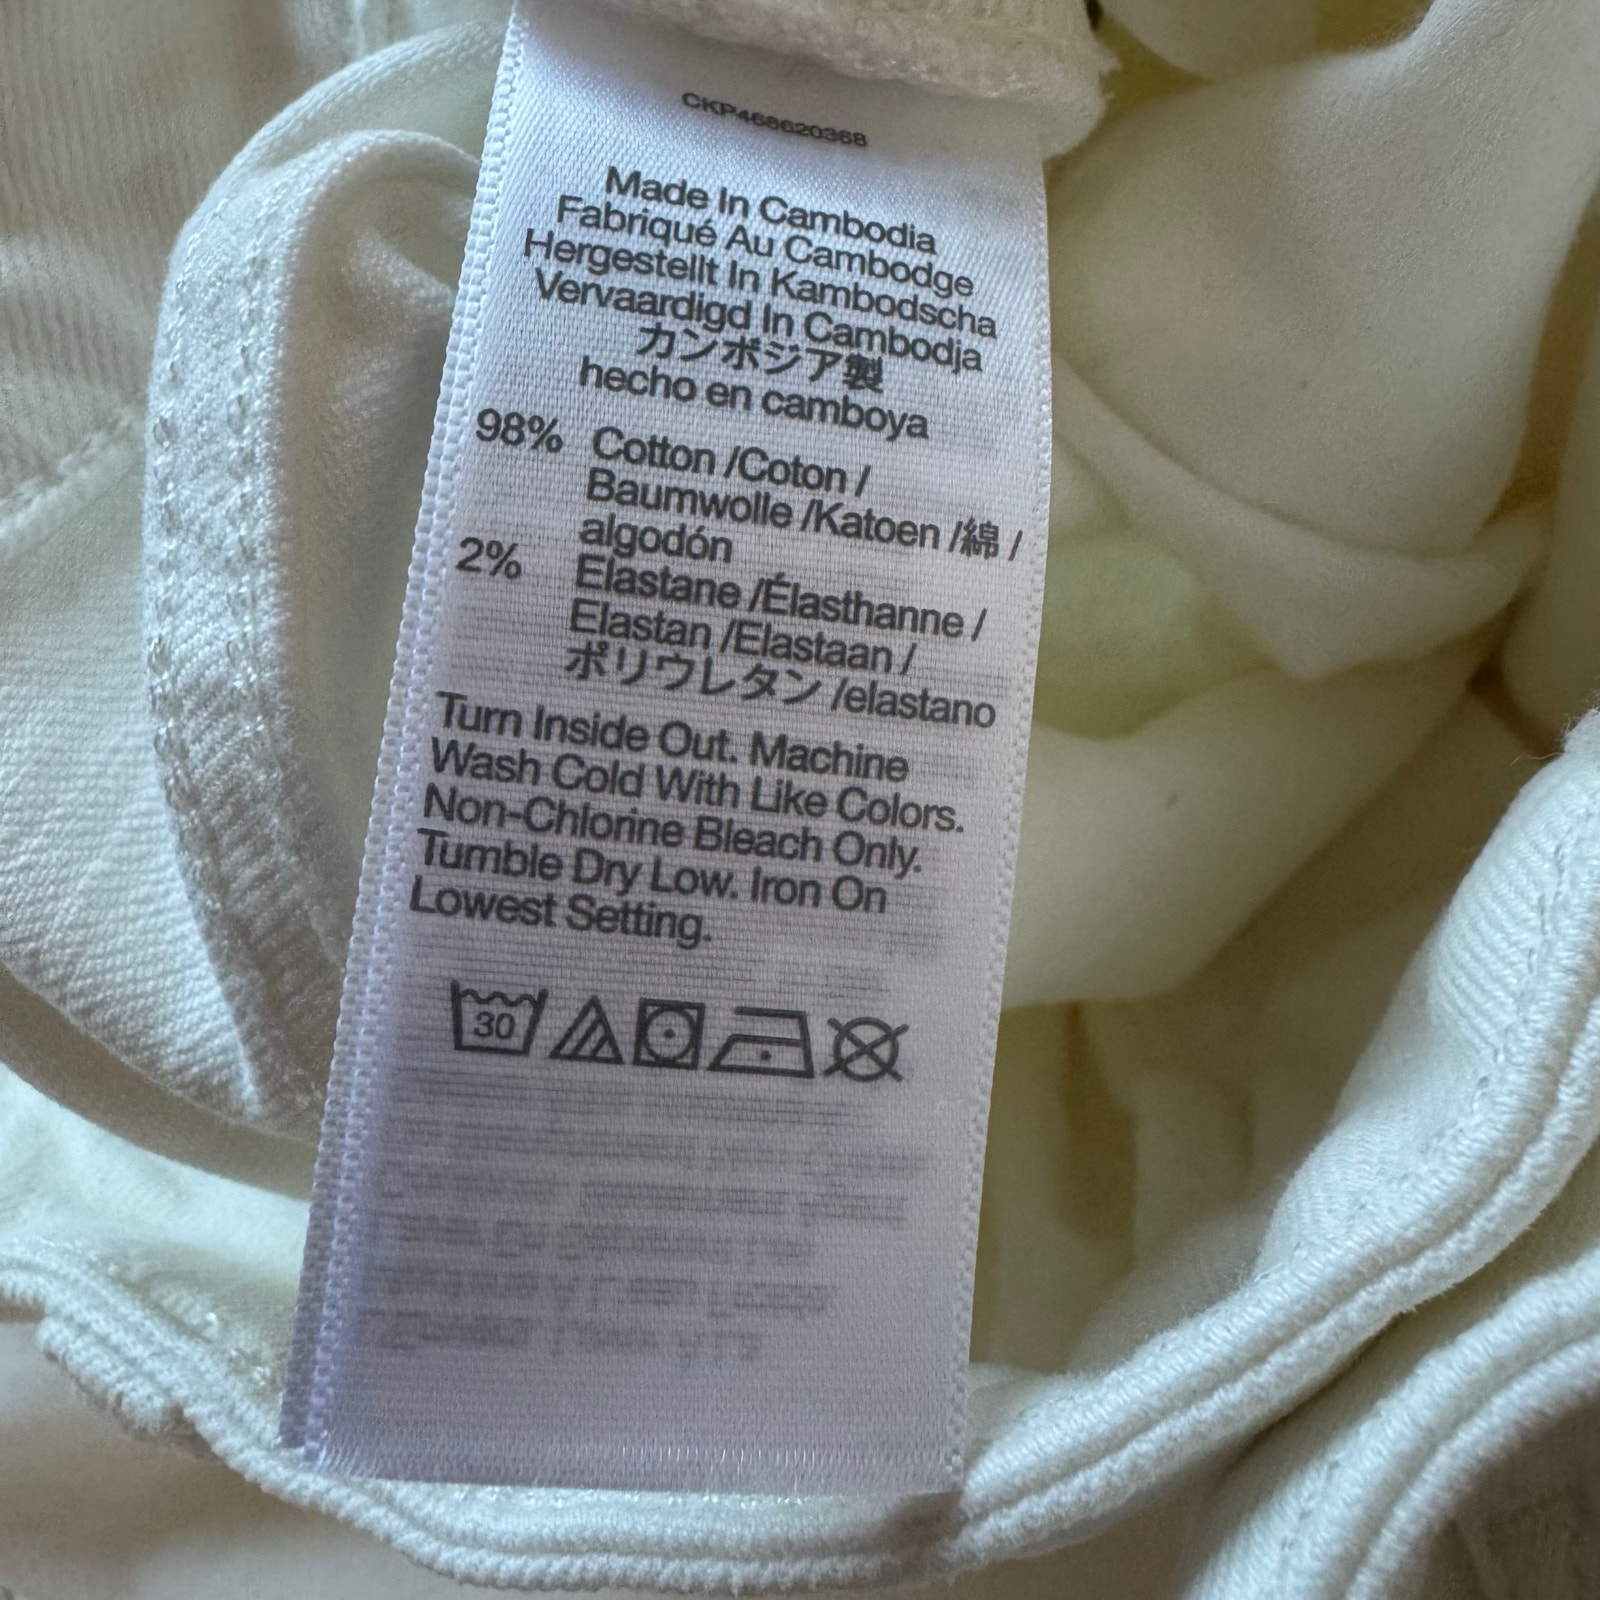 CKP468620368
Made In Cambodia
Fabriqué Au Cambodge
Hergestellt In Kambodscha
Vervaardigd In Cambodja
カンボジア製
hecho en camboya
98% Cotton /Coton /
Baumwolle /Katoen /綿 /
algodón
2% Elastane /Élasthanne /
Elastan /Elastaan /
ポリウレタン /elastano
Turn Inside Out. Machine
Wash Cold With Like Colors.
Non-Chlorine Bleach Only.
Tumble Dry Low. Iron On
Lowest Setting.
30